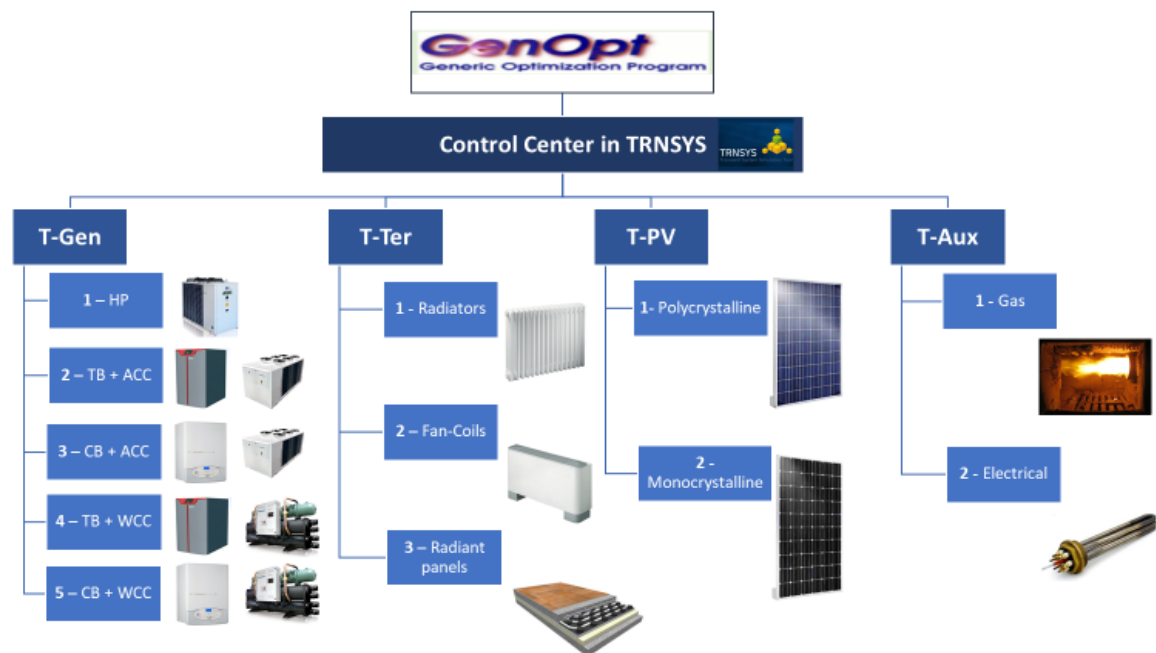 GenOpt
Generic Optimization Program
Control Center in TRNSYS
TRNSYS
T-Gen
1 – HP
2 – TB + ACC
3 – CB + ACC
4 – TB + WCC
5 – CB + WCC
T-Ter
1 - Radiators
2 – Fan-Coils
3 – Radiant
panels
T-PV
1- Polycrystalline
2 -
Monocrystalline
T-Aux
1 - Gas
2 - Electrical